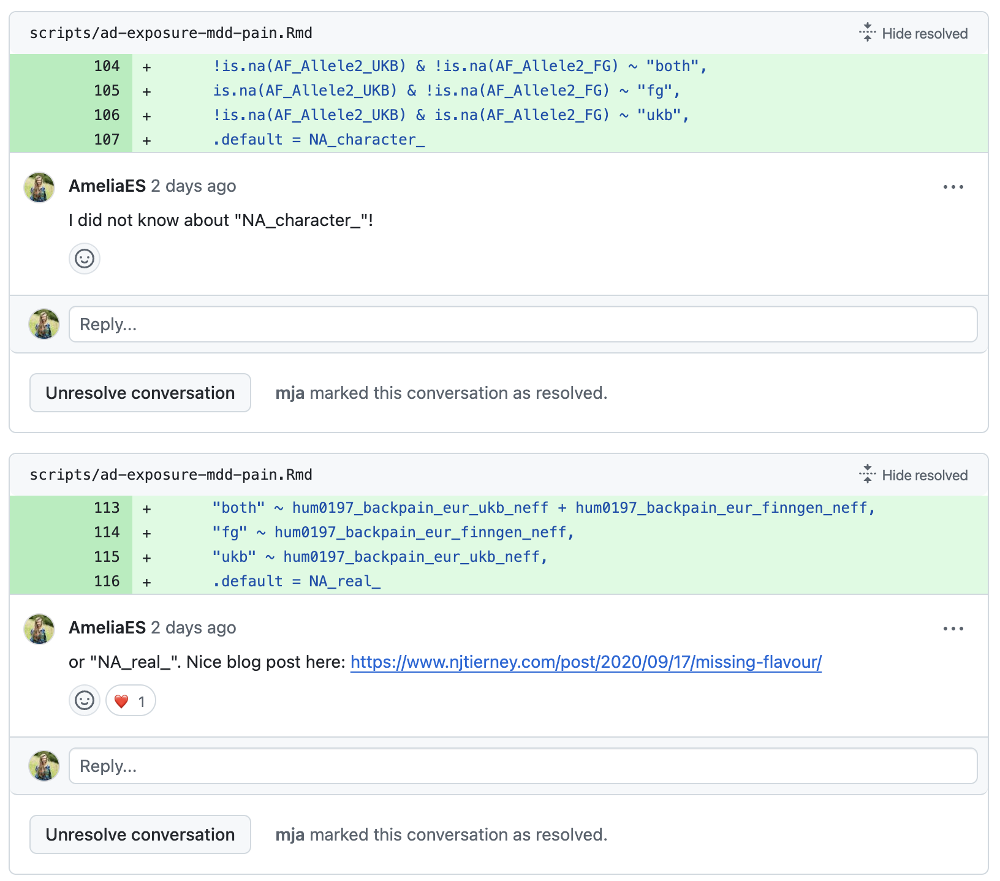 scripts/ad-exposure-mdd-pain.Rmd Hide resolved
104 + !is.na(AF_Allele2_UKB) & !is.na(AF_Allele2_FG) ~ "both",
105 + is.na(AF_Allele2_UKB) & !is.na(AF_Allele2_FG) ~ "fg",
106 + !is.na(AF_Allele2_UKB) & is.na(AF_Allele2_FG) ~ "ukb",
107 + .default = NA_character_
AmeliaES 2 days ago
I did not know about "NA_character_"!
Reply...
Unresolve conversation mja marked this conversation as resolved.
scripts/ad-exposure-mdd-pain.Rmd Hide resolved
113 + "both" ~ hum0197_backpain_eur_ukb_neff + hum0197_backpain_eur_finngen_neff,
114 + "fg" ~ hum0197_backpain_eur_finngen_neff,
115 + "ukb" ~ hum0197_backpain_eur_ukb_neff,
116 + .default = NA_real_
AmeliaES 2 days ago
or "NA_real_". Nice blog post here: https://www.njtierney.com/post/2020/09/17/missing-flavour/
1
Reply...
Unresolve conversation mja marked this conversation as resolved.